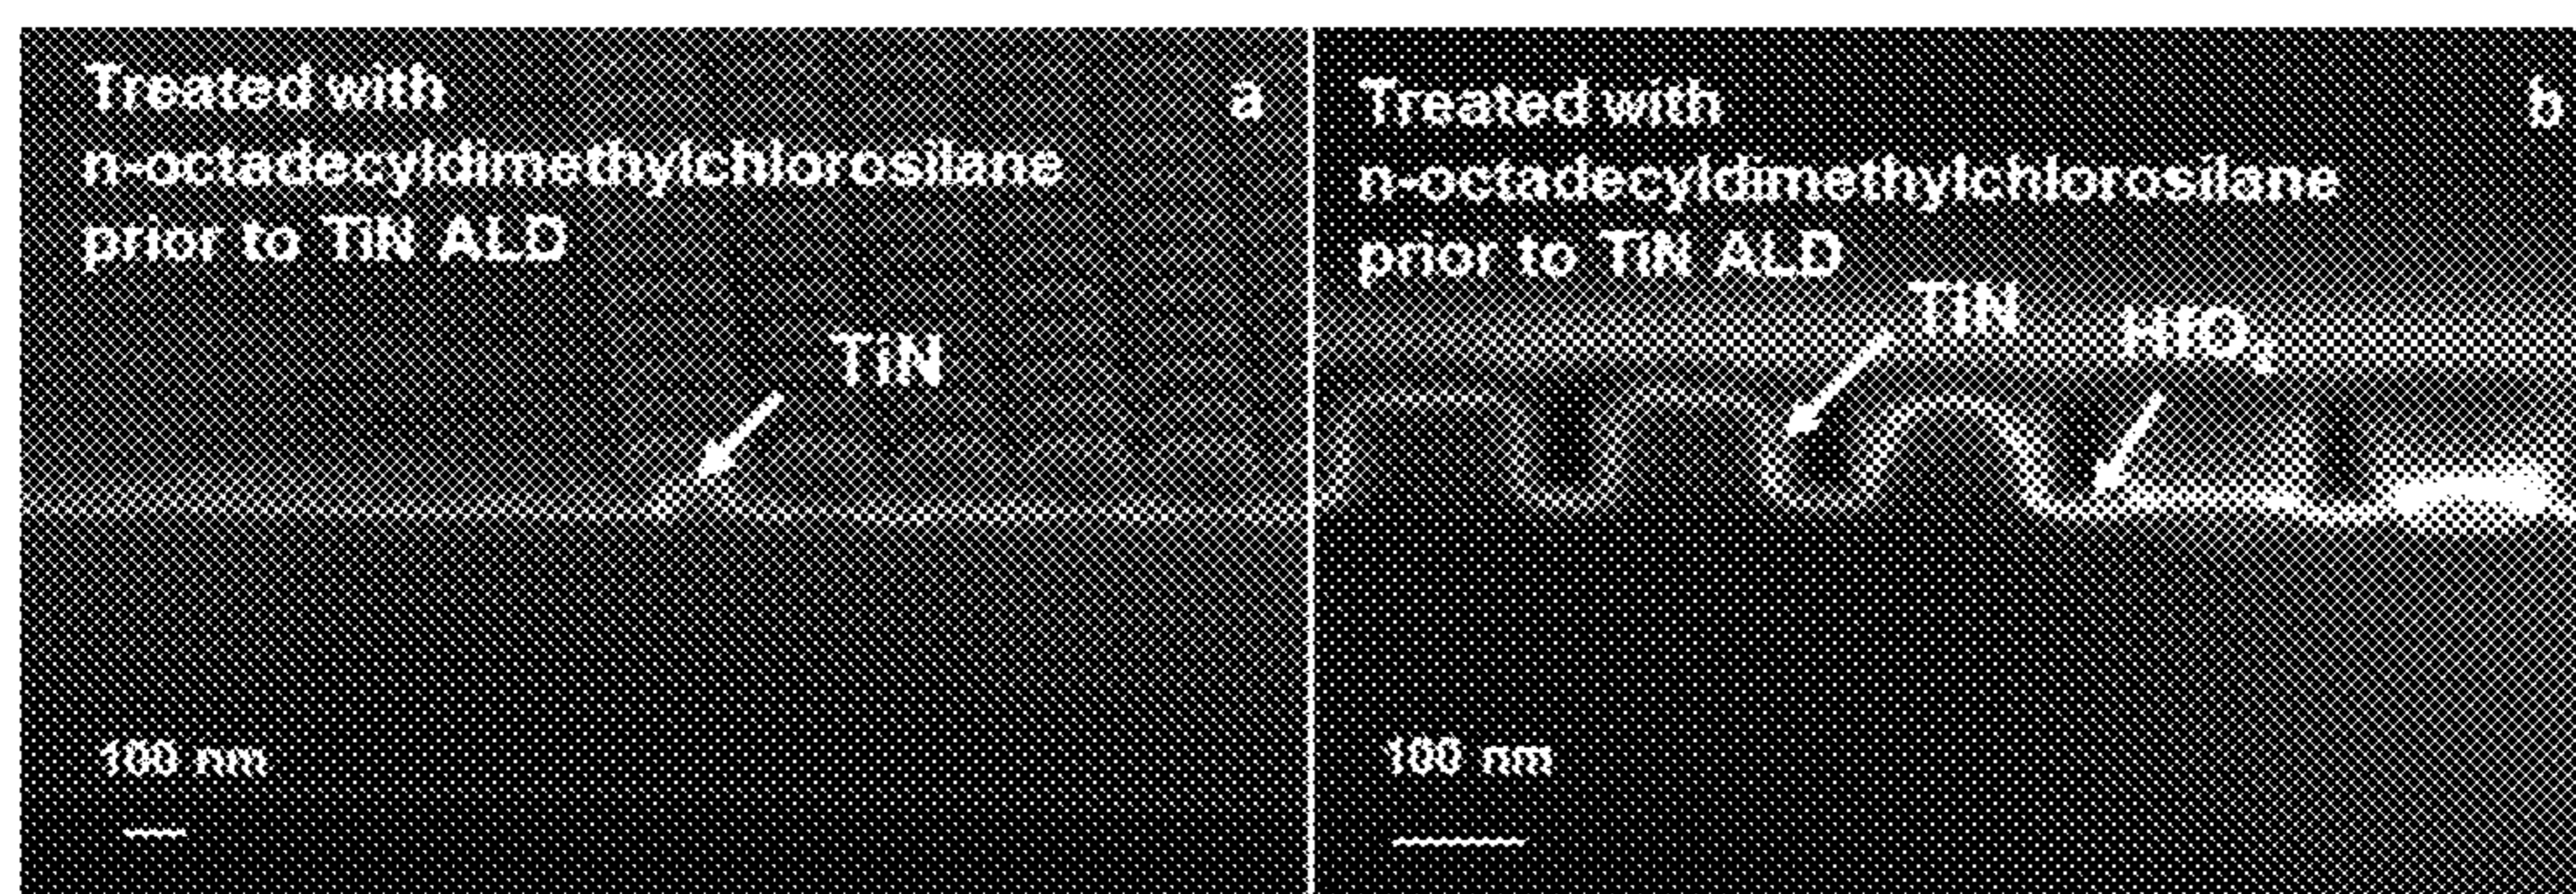 Treated with
n-octadecyldimethylchlorosilane
prior to TiN ALD
a
TiN
100 nm
Treated with
n-octadecyldimethylchlorosilane
prior to TiN ALD
b
TiN
HfO₂
100 nm